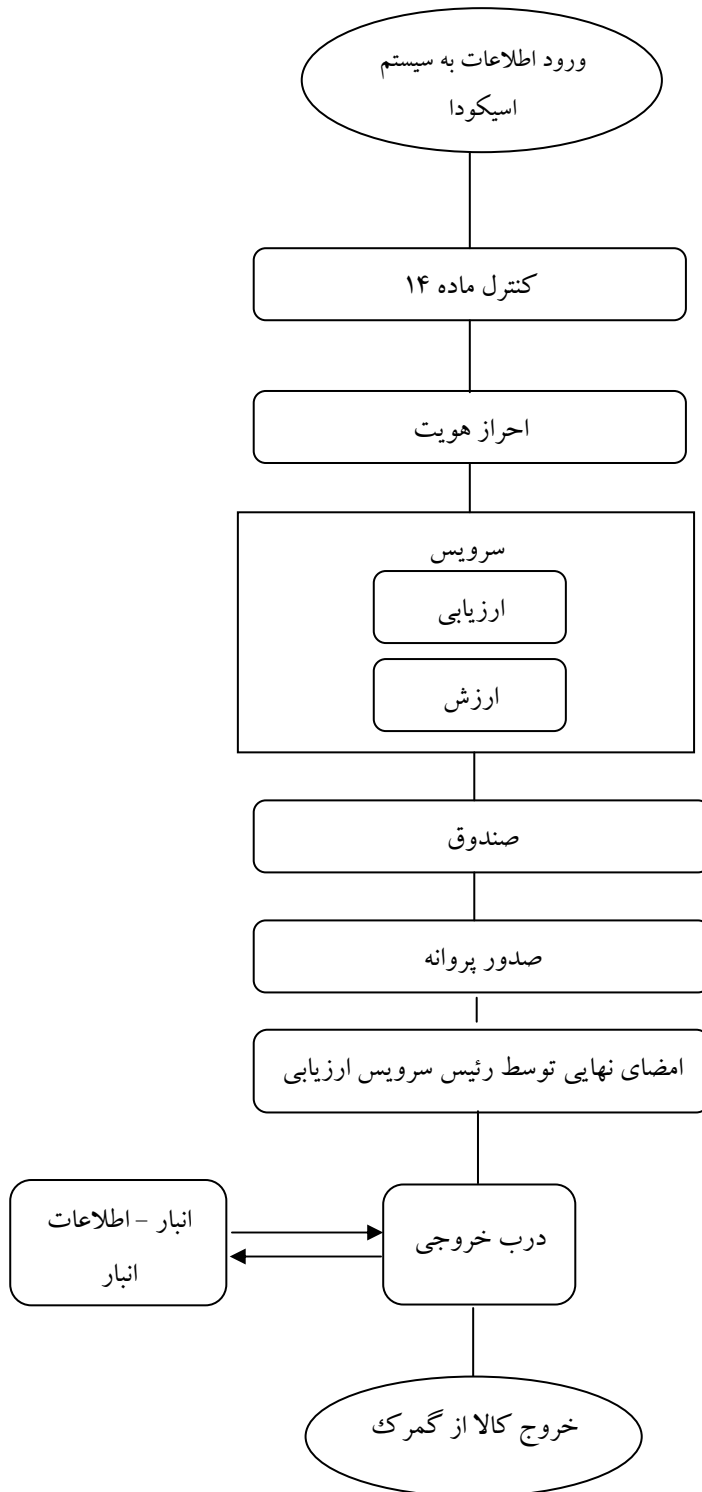 ورود اطلاعات به سیستم
اسیکودا
کنترل ماده ۱۴
احراز هویت
سرویس
ارزیابی
ارزش
صندوق
صدور پروانه
امضای نهایی توسط رئیس سرویس ارزیابی
درب خروجی
انبار – اطلاعات
انبار
خروج کالا از گمرک